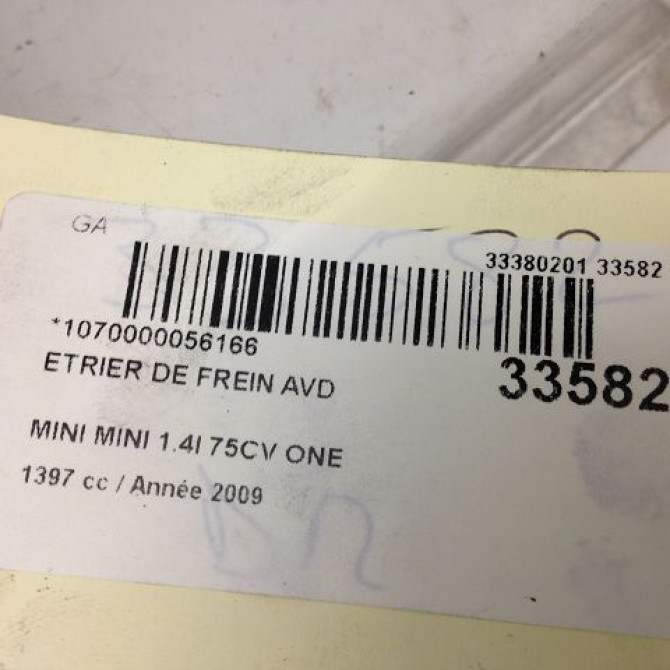 GA
33380201 33582
*1070000056166
33582
ETRIER DE FREIN AVD
MINI MINI 1.4I 75CV ONE
1397 cc / Année 2009